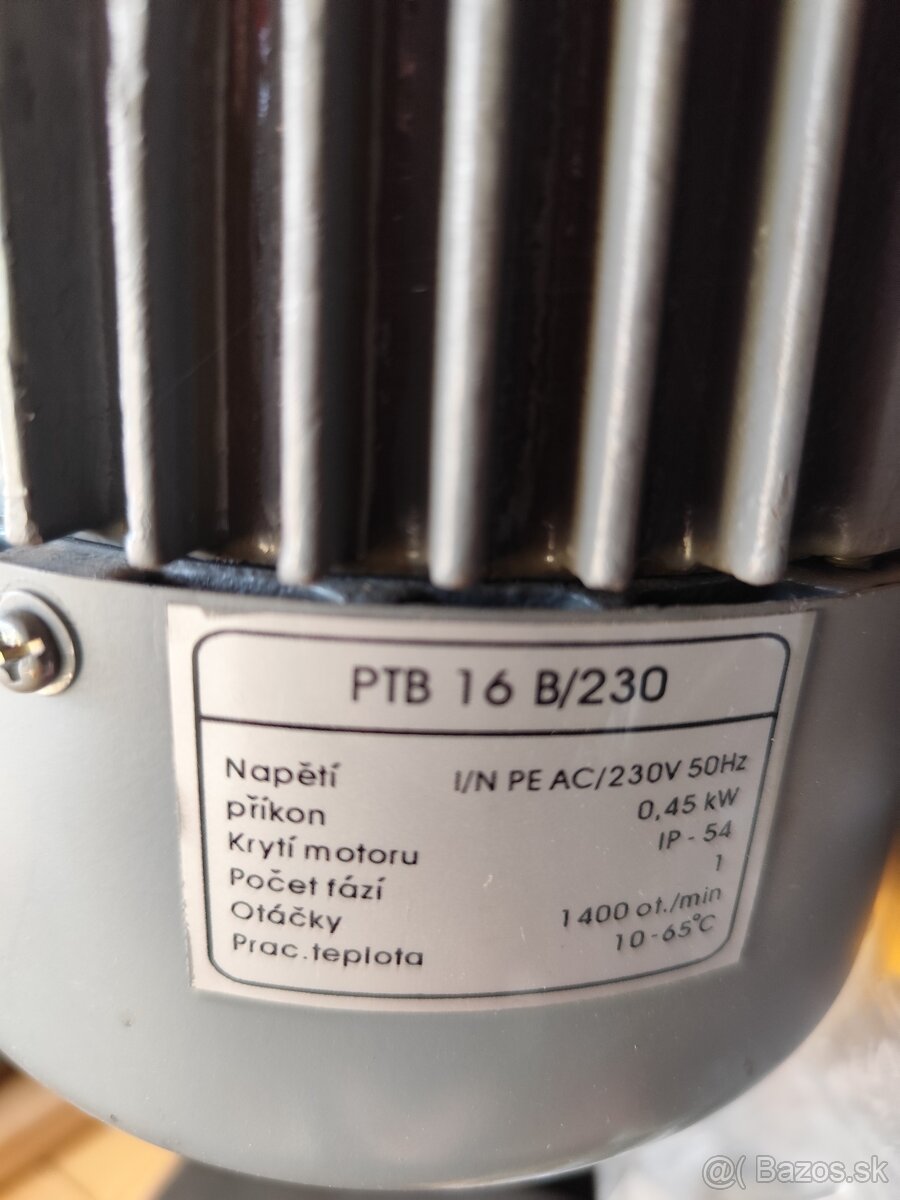 PTB 16 B/230
Napětí I/N PE AC/230V 50Hz
příkon 0,45 kW
Krytí motoru IP - 54
Počet fází 1
Otáčky 1400 ot./min
Prac.teplota 10-65°C
@( Bazos.sk